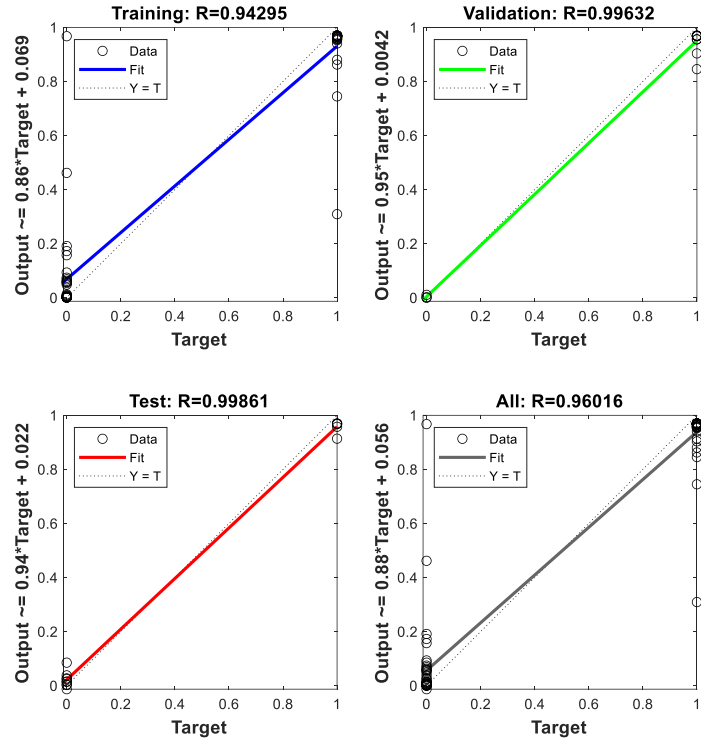 Training: R=0.94295
Output ~= 0.86*Target + 0.069
1
0.8
0.6
0.4
0.2
0
Data
Fit
Y = T
0
0.2
0.4
0.6
0.8
1
Target
Validation: R=0.99632
Output ~= 0.95*Target + 0.0042
1
0.8
0.6
0.4
0.2
0
Data
Fit
Y = T
0
0.2
0.4
0.6
0.8
1
Target
Test: R=0.99861
Output ~= 0.94*Target + 0.022
1
0.8
0.6
0.4
0.2
0
Data
Fit
Y = T
0
0.2
0.4
0.6
0.8
1
Target
All: R=0.96016
Output ~= 0.88*Target + 0.056
1
0.8
0.6
0.4
0.2
0
Data
Fit
Y = T
0
0.2
0.4
0.6
0.8
1
Target